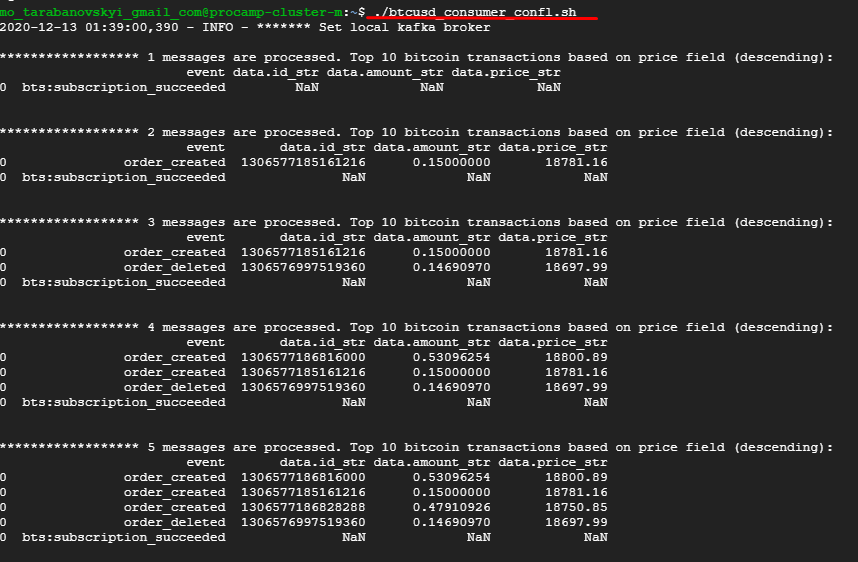 mo_tarabanovskyi_gmail_com@procamp-cluster-m:~$ ./btcusd_consumer_confl.sh
2020-12-13 01:39:00,390 - INFO - ******* Set local kafka broker
****************** 1 messages are processed. Top 10 bitcoin transactions based on price field (descending):
event data.id_str data.amount_str data.price_str
0 bts:subscription_succeeded NaN NaN NaN
****************** 2 messages are processed. Top 10 bitcoin transactions based on price field (descending):
event data.id_str data.amount_str data.price_str
0 order_created 1306577185161216 0.15000000 18781.16
0 bts:subscription_succeeded NaN NaN NaN
****************** 3 messages are processed. Top 10 bitcoin transactions based on price field (descending):
event data.id_str data.amount_str data.price_str
0 order_created 1306577185161216 0.15000000 18781.16
0 order_deleted 1306576997519360 0.14690970 18697.99
0 bts:subscription_succeeded NaN NaN NaN
****************** 4 messages are processed. Top 10 bitcoin transactions based on price field (descending):
event data.id_str data.amount_str data.price_str
0 order_created 1306577186816000 0.53096254 18800.89
0 order_created 1306577185161216 0.15000000 18781.16
0 order_deleted 1306576997519360 0.14690970 18697.99
0 bts:subscription_succeeded NaN NaN NaN
****************** 5 messages are processed. Top 10 bitcoin transactions based on price field (descending):
event data.id_str data.amount_str data.price_str
0 order_created 1306577186816000 0.53096254 18800.89
0 order_created 1306577185161216 0.15000000 18781.16
0 order_created 1306577186828288 0.47910926 18750.85
0 order_deleted 1306576997519360 0.14690970 18697.99
0 bts:subscription_succeeded NaN NaN NaN